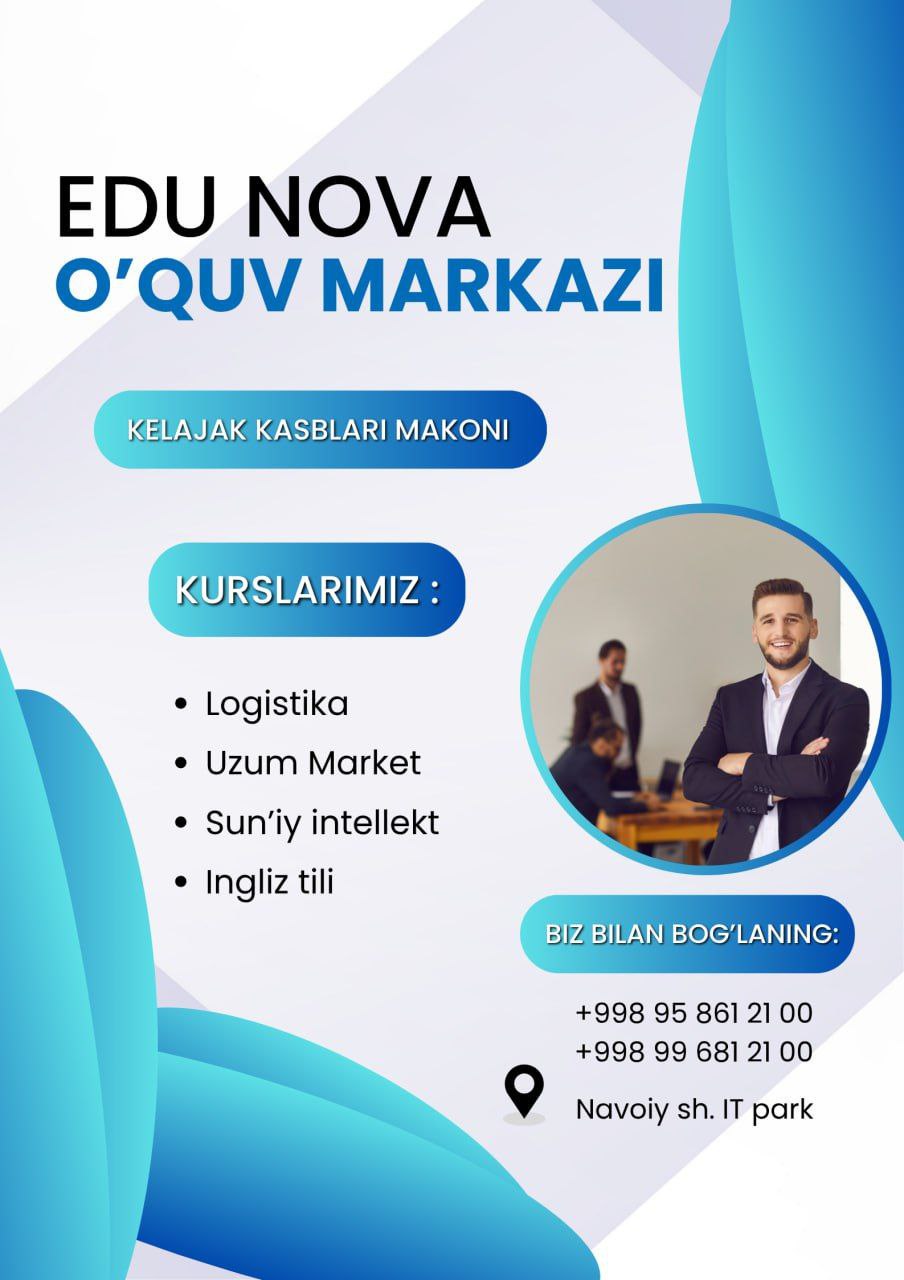 EDU NOVA
O’QUV MARKAZI
KELAJAK KASBLARI MAKONI
KURSLARIMIZ :
• Logistika
• Uzum Market
• Sun’iy intellekt
• Ingliz tili
BIZ BILAN BOG’LANING:
+998 95 861 21 00
+998 99 681 21 00
Navoiy sh. IT park